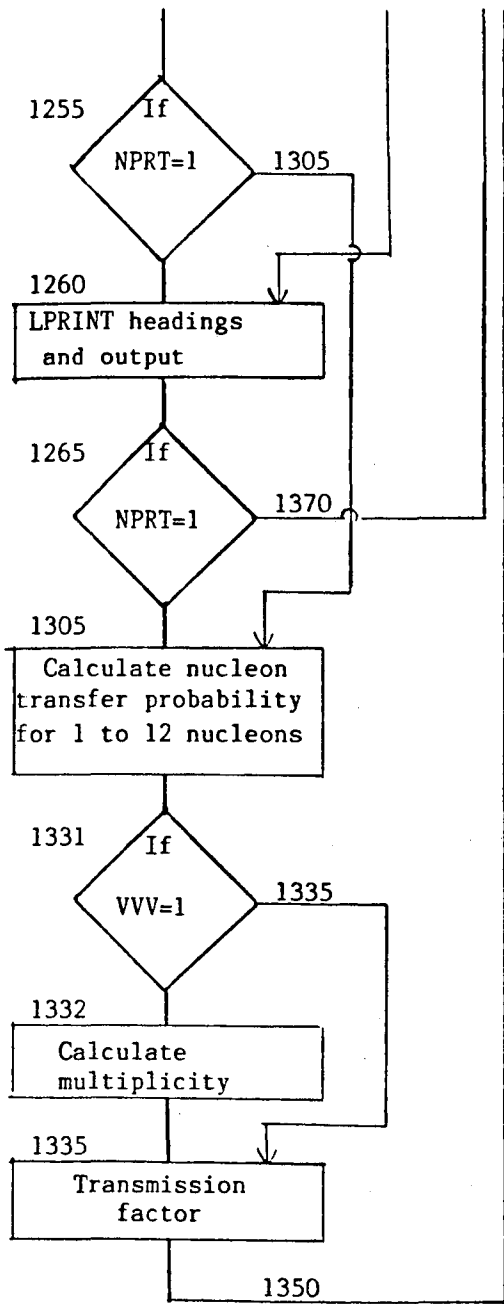 1255
If
NPRT=1
1305
1260
LPRINT headings
and output
1265
If
NPRT=1
1370
1305
Calculate nucleon
transfer probability
for 1 to 12 nucleons
1331
If
VVV=1
1335
1332
Calculate
multiplicity
1335
Transmission
factor
1350